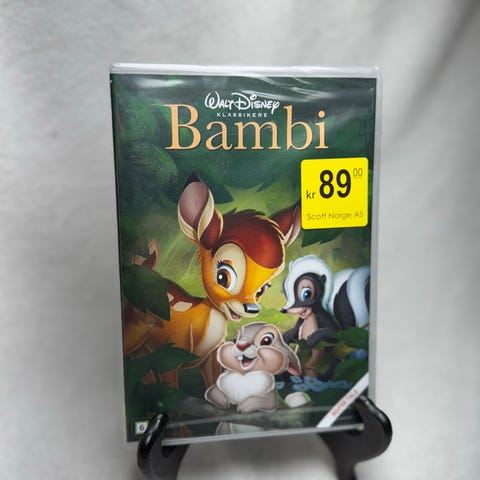 Walt Disney
KLASSIKERE
Bambi
kr 89 00
Scott Norge AS
6